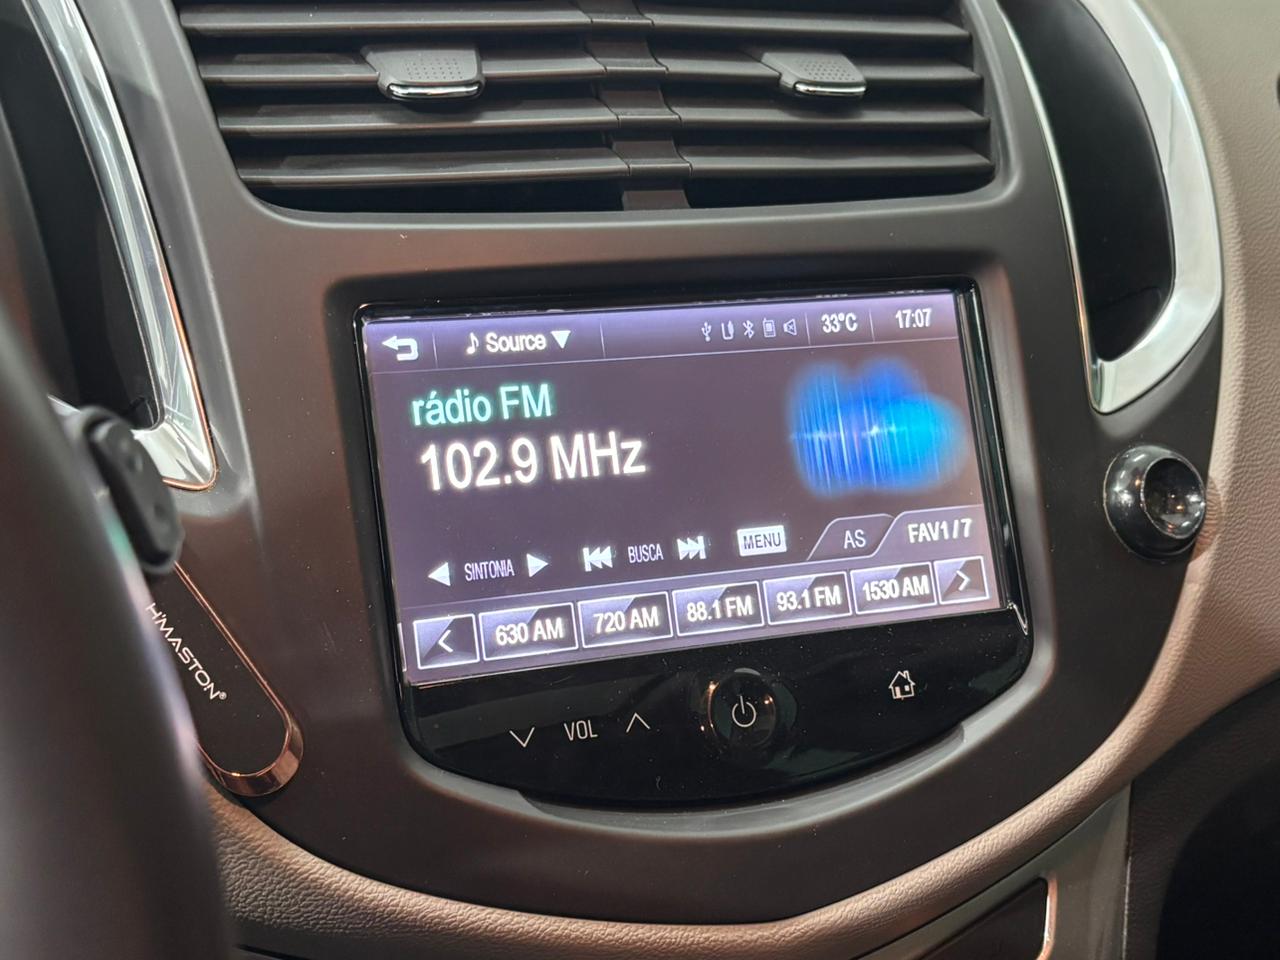 Source
33°C
17:07
rádio FM
102.9 MHz
SINTONIA
BUSCA
MENU
AS
FAV1/7
630 AM
720 AM
88.1 FM
93.1 FM
1530 AM
VOL
H'MASTON®